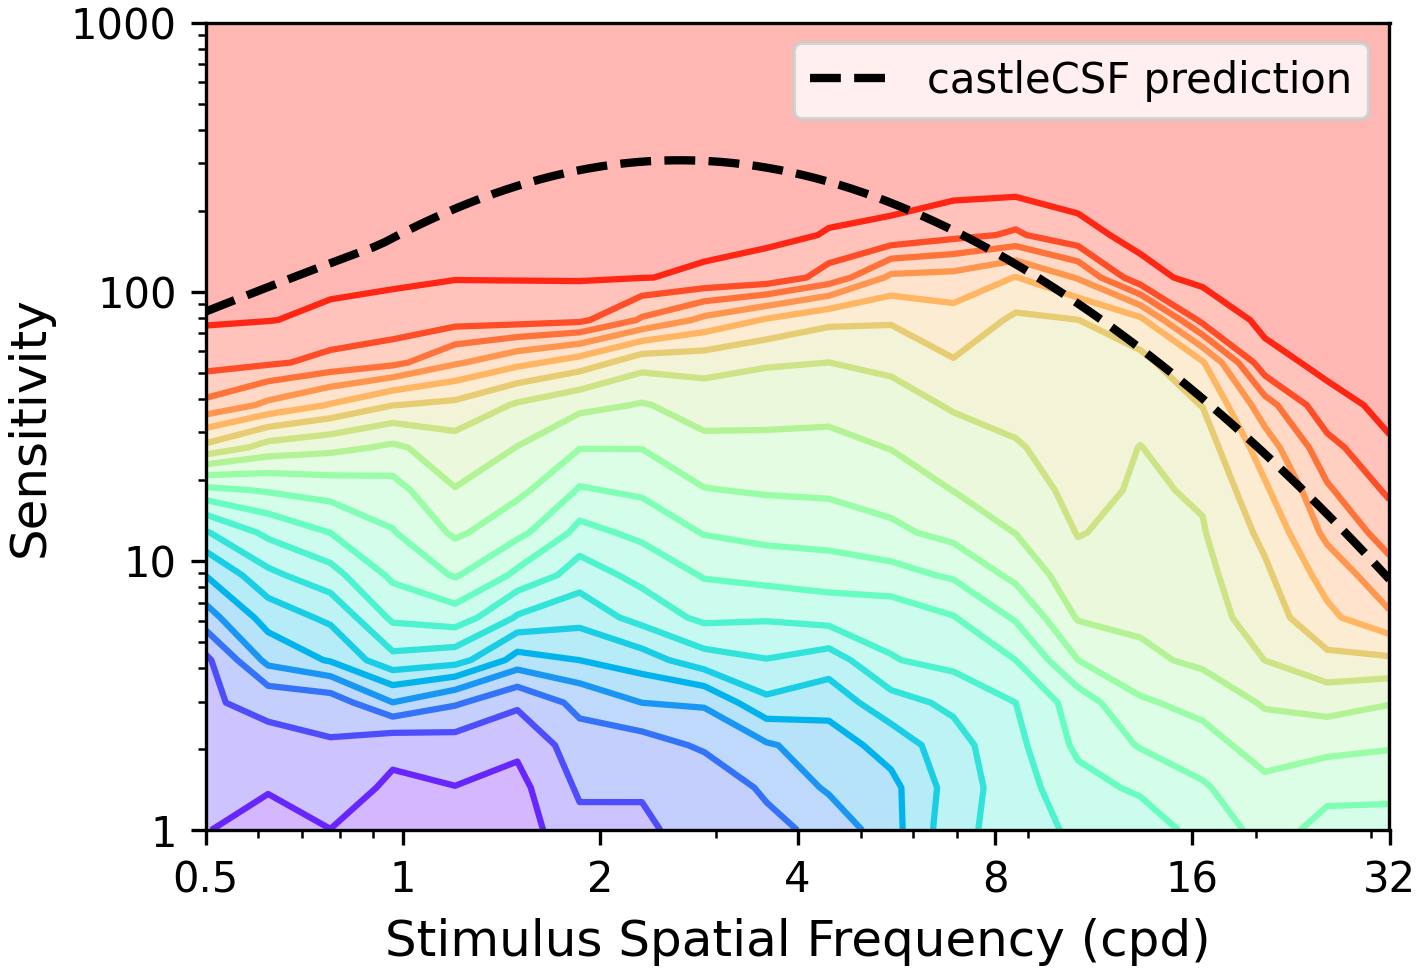 1000
castleCSF prediction
100
Sensitivity
10
1
0.5 1 2 4 8 16 32
Stimulus Spatial Frequency (cpd)